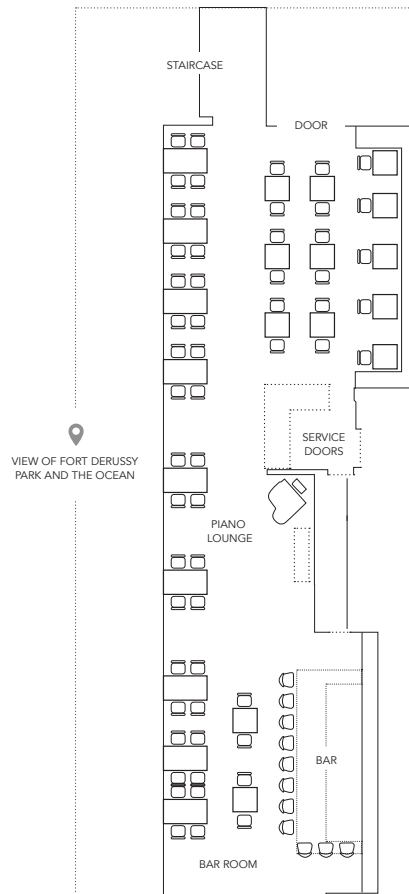 STAIRCASE
DOOR
VIEW OF FORT DERUSSY
PARK AND THE OCEAN
SERVICE
DOORS
PIANO
LOUNGE
BAR
BAR ROOM